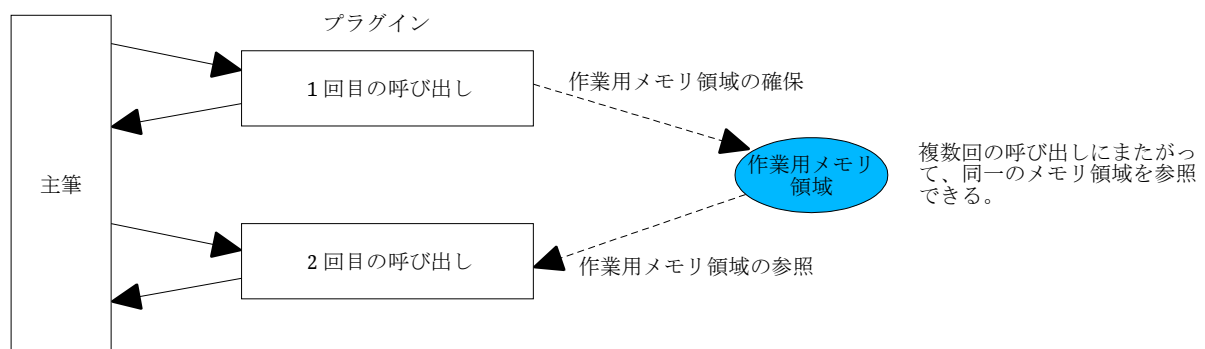 プラグイン
1回目の呼び出し
作業用メモリ領域の確保
主筆
作業用メモリ
領域
複数回の呼び出しにまたがっ
て、同一のメモリ領域を参照
できる。
2回目の呼び出し
作業用メモリ領域の参照